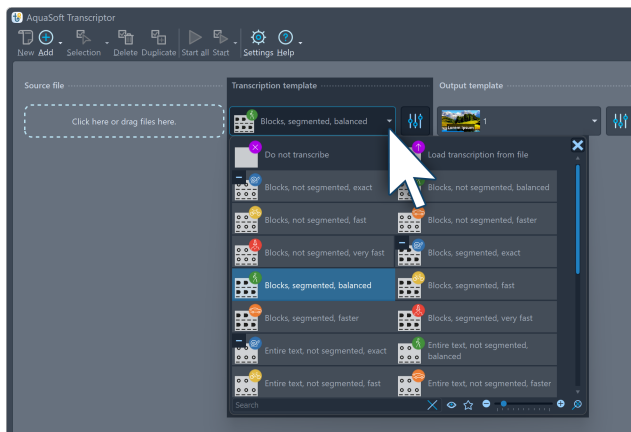 AquaSoft Transcriptor
New Add Selection Delete Duplicate Start all Start Settings Help
Source file
Transcription template
Output template
Click here or drag files here.
Blocks, segmented, balanced
Lorem ipsum
1
Do not transcribe
Load transcription from file
Blocks, not segmented, exact
Blocks, not segmented, balanced
Blocks, not segmented, fast
Blocks, not segmented, faster
Blocks, not segmented, very fast
Blocks, segmented, exact
Blocks, segmented, balanced
Blocks, segmented, fast
Blocks, segmented, faster
Blocks, segmented, very fast
Entire text, not segmented, exact
Entire text, not segmented,
balanced
Entire text, not segmented, fast
Entire text, not segmented, faster
Search